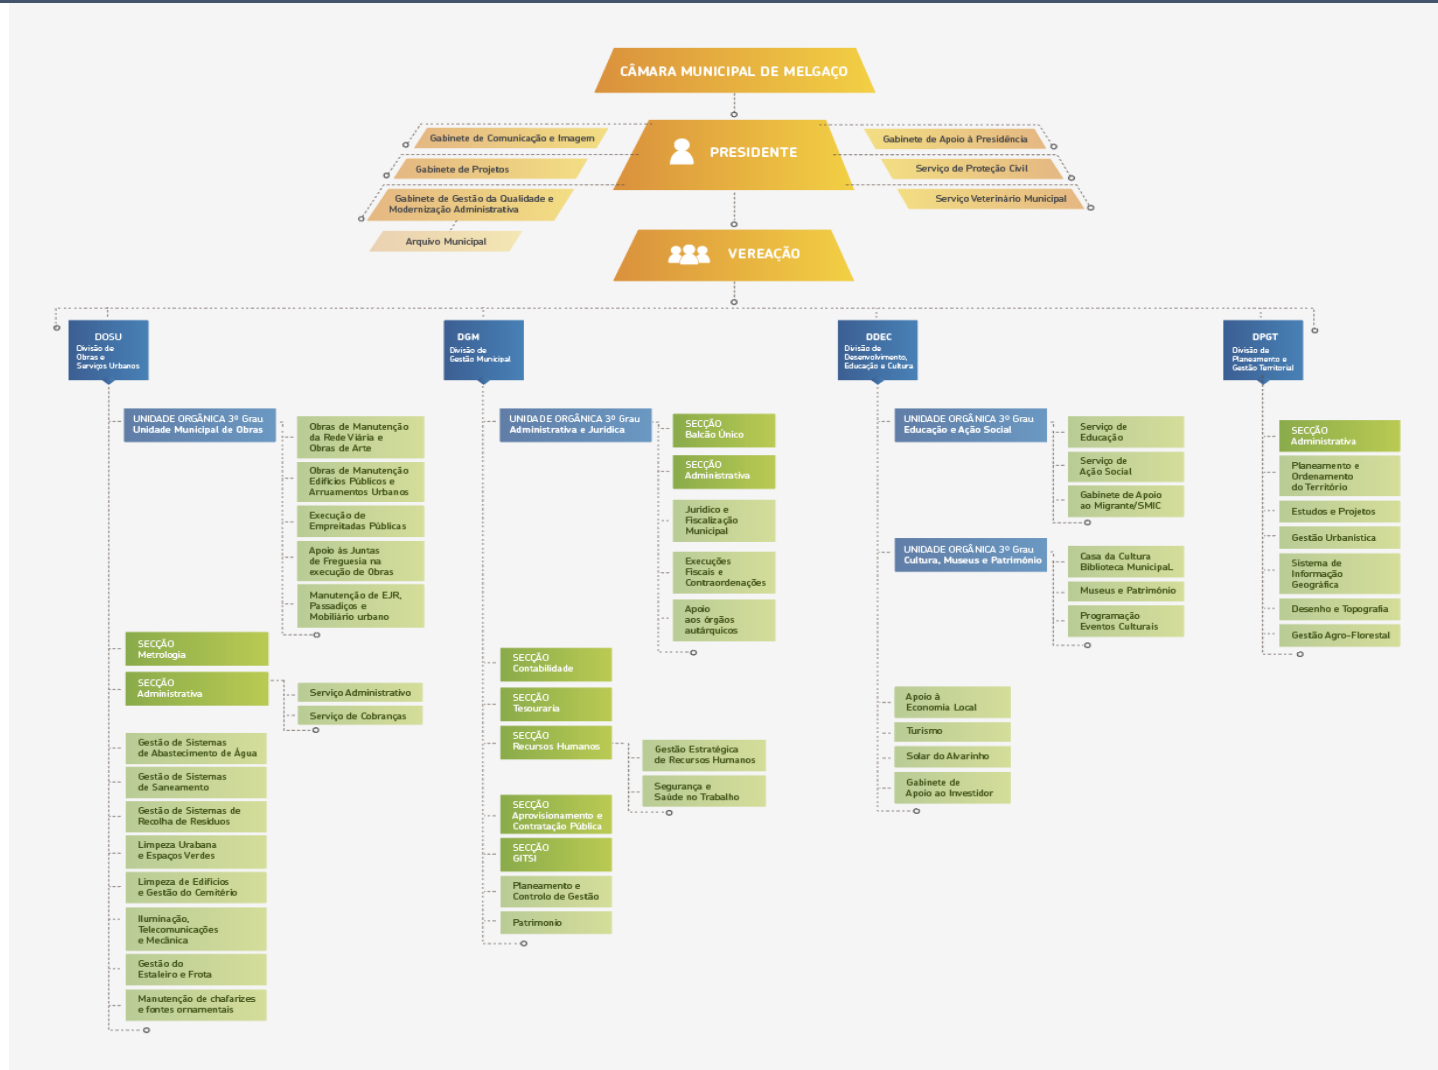 CÂMARA MUNICIPAL DE MELGAÇO
PRESIDENTE
Gabinete de Comunicação e Imagem
Gabinete de Projetos
Gabinete de Gestão da Qualidade e
Modernização Administrativa
Arquivo Municipal
Gabinete de Apoio à Presidência
Serviço de Proteção Civil
Serviço Veterinário Municipal
VEREAÇÃO
DOSU
Divisão de
Obras e
Serviços Urbanos
UNIDADE ORGÂNICA 3º Grau
Unidade Municipal de Obras
Obras de Manutenção
da Rede Viária e
Obras de Arte
Obras de Manutenção
Edifícios Públicos e
Arruamentos Urbanos
Execução de
Empreitadas Públicas
Apoio às Juntas
de Freguesia na
execução de Obras
Manutenção de EJR,
Passadiços e
Mobiliário urbano
SECÇÃO
Metrologia
SECÇÃO
Administrativa
Serviço Administrativo
Serviço de Cobranças
Gestão de Sistemas
de Abastecimento de Água
Gestão de Sistemas
de Saneamento
Gestão de Sistemas de
Recolha de Resíduos
Limpeza Urabana
e Espaços Verdes
Limpeza de Edifícios
e Gestão do Cemitério
Iluminação,
Telecomunicações
e Mecânica
Gestão do
Estaleiro e Frota
Manutenção de chafarizes
e fontes ornamentais
DGM
Divisão de
Gestão Municipal
UNIDADE ORGÂNICA 3º Grau
Administrativa e Jurídica
SECÇÃO
Balcão Único
SECÇÃO
Administrativa
Jurídico e
Fiscalização
Municipal
Execuções
Fiscais e
Contraordenações
Apoio
aos órgãos
autárquicos
SECÇÃO
Contabilidade
SECÇÃO
Tesouraria
SECÇÃO
Recursos Humanos
Gestão Estratégica
de Recursos Humanos
Segurança e
Saúde no Trabalho
SECÇÃO
Aprovisionamento e
Contratação Pública
SECÇÃO
GITSI
Planeamento e
Controlo de Gestão
Patrimonio
DDEC
Divisão de
Desenvolvimento,
Educação e Cultura
UNIDADE ORGÂNICA 3º Grau
Educação e Ação Social
Serviço de
Educação
Serviço de
Ação Social
Gabinete de Apoio
ao Migrante/SMIC
UNIDADE ORGÂNICA 3º Grau
Cultura, Museus e Património
Casa da Cultura
Biblioteca Municipal.
Museus e Património
Programação
Eventos Culturais
Apoio à
Economia Local
Turismo
Solar do Alvarinho
Gabinete de
Apoio ao Investidor
DPGT
Divisão de
Planeamento e
Gestão Territorial
SECÇÃO
Administrativa
Planeamento e
Ordenamento
do Território
Estudos e Projetos
Gestão Urbanística
Sistema de
Informação
Geográfica
Desenho e Topografia
Gestão Agro-Florestal